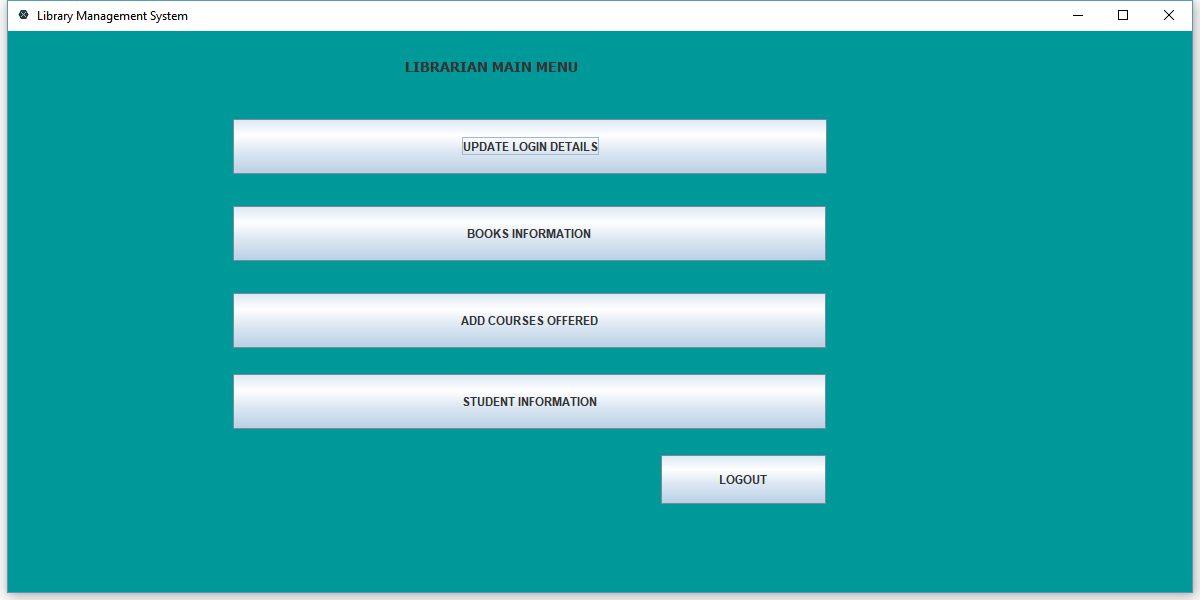 Library Management System
LIBRARIAN MAIN MENU
UPDATE LOGIN DETAILS
BOOKS INFORMATION
ADD COURSES OFFERED
STUDENT INFORMATION
LOGOUT